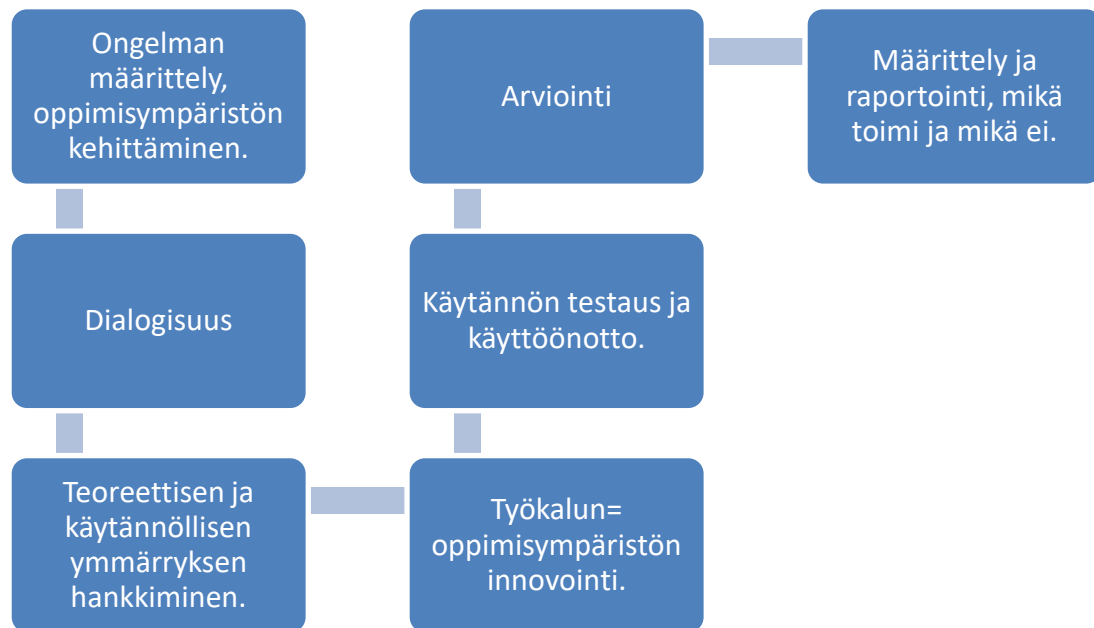 Ongelman
määrittely,
oppimisympäristön
kehittäminen.
Dialogisuus
Teoreettisen ja
käytännöllisen
ymmärryksen
hankkiminen.
Työkalun=
oppimisympäristön
innovointi.
Käytännön testaus ja
käyttöönotto.
Arviointi
Määrittely ja
raportointi, mikä
toimi ja mikä ei.